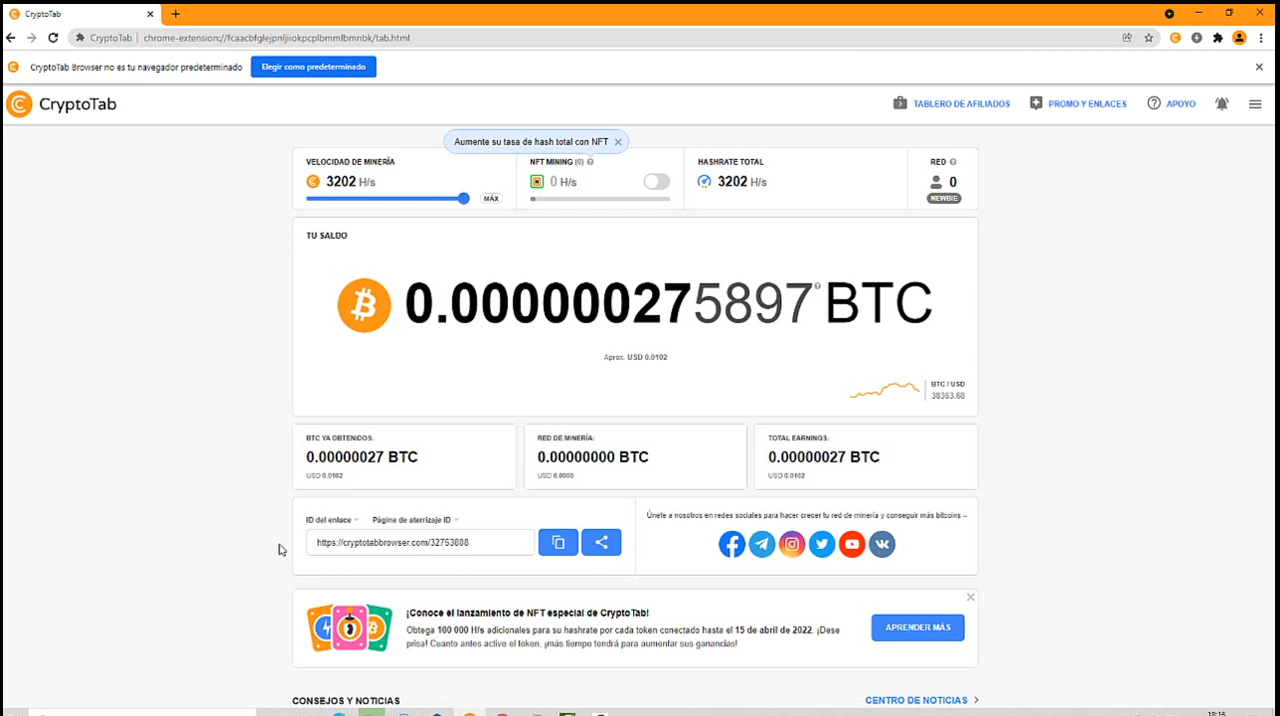 CryptoTab
CryptoTab | chrome-extension://fcaacbfglejpnljiiokpcplbmmlbmnbk/tab.html
CryptoTab Browser no es tu navegador predeterminado Elegir como predeterminado
CryptoTab
TABLERO DE AFILIADOS PROMO Y ENLACES APOYO
Aumente su tasa de hash total con NFT
VELOCIDAD DE MINERÍA NFT MINING (0) HASHRATE TOTAL RED
3202 H/s 0 H/s 3202 H/s 0
MÁX NEWBIE
TU SALDO
0.000000275897 BTC
Aprox. USD 0.0102
BTC / USD
38393.68
BTC YA OBTENIDOS: RED DE MINERÍA: TOTAL EARNINGS:
0.00000027 BTC 0.00000000 BTC 0.00000027 BTC
USD 0.0102 USD 0.0000 USD 0.0102
ID del enlace Página de aterrizaje ID
Únete a nosotros en redes sociales para hacer crecer tu red de minería y conseguir más bitcoins –
https://cryptotabbrowser.com/32753808
¡Conoce el lanzamiento de NFT especial de CryptoTab!
Obtega 100 000 H/s adicionales para su hashrate por cada token conectado hasta el 15 de abril de 2022. ¡Dese
prisa! Cuanto antes active el token, ¡más tiempo tendrá para aumentar sus ganancias!
APRENDER MÁS
CONSEJOS Y NOTICIAS CENTRO DE NOTICIAS
18:16